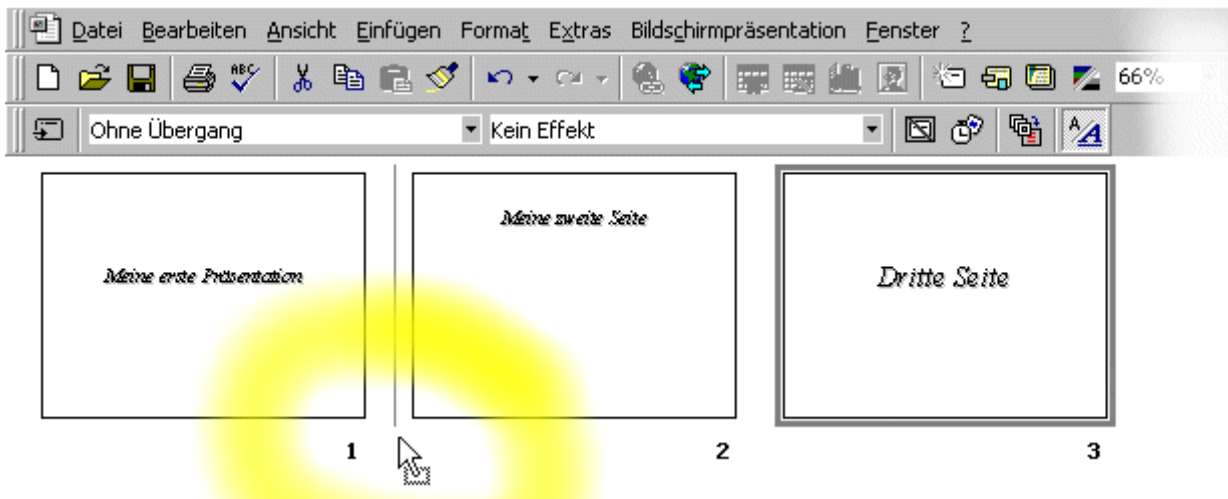 Datei Bearbeiten Ansicht Einfügen Format Extras Bildschirmpräsentation Fenster ?
ABC 66%
Ohne Übergang Kein Effekt A A
Meine zweite Seite
Meine erste Präsentation Dritte Seite
1 2 3